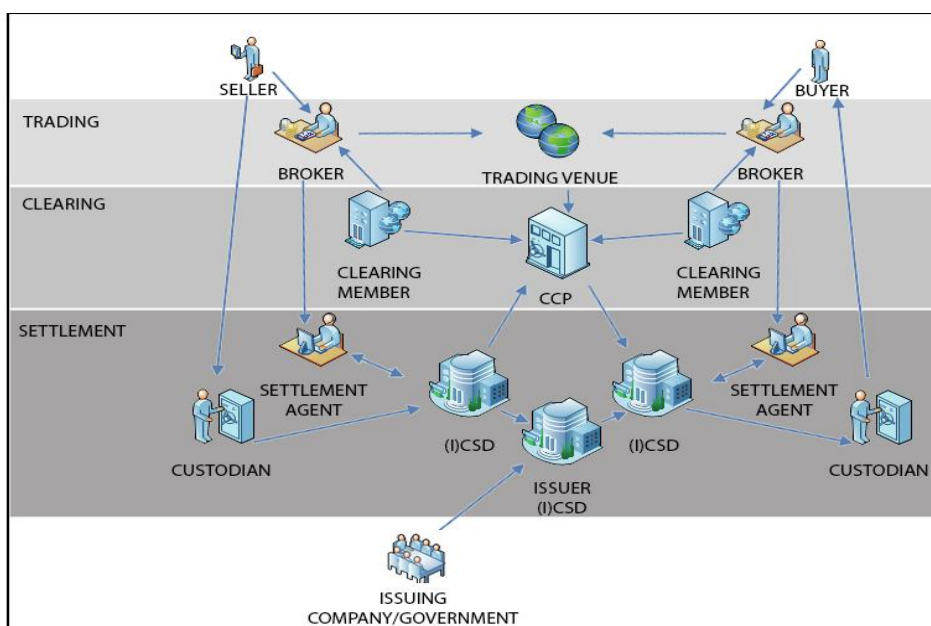 SELLER
BUYER
TRADING
BROKER
TRADING VENUE
BROKER
CLEARING
CLEARING
MEMBER
CCP
CLEARING
MEMBER
SETTLEMENT
SETTLEMENT
AGENT
(I)CSD
(I)CSD
SETTLEMENT
AGENT
CUSTODIAN
ISSUER
(I)CSD
CUSTODIAN
ISSUING
COMPANY/GOVERNMENT